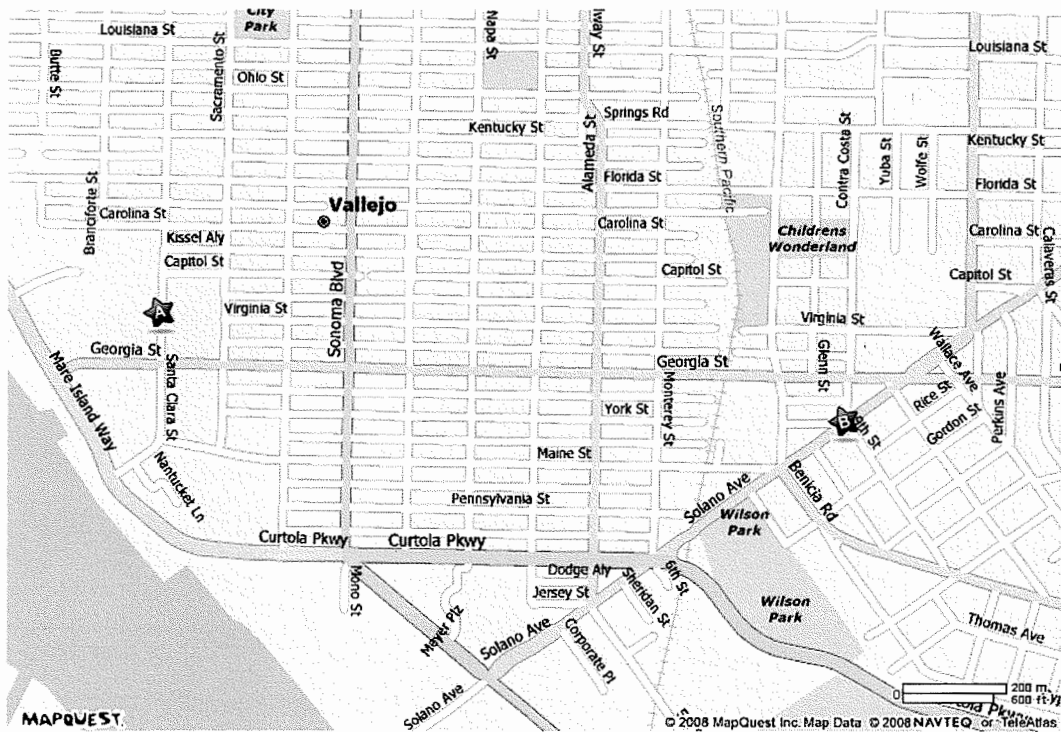 City
Park
Louisiana St
Napa St
lway St
Louisiana St
Butte St
Sacramento St
Ohio St
Springs Rd
Kentucky St
Southern Pacific
Contra Costa St
Yuba St
Wolfe St
Kentucky St
Alameda St
Florida St
Florida St
Branciforte St
Carolina St
Vallejo
Carolina St
Childrens
Wonderland
Carolina St
Calaveras St
Kissel Aly
Capitol St
Capitol St
Capitol St
Sonoma Blvd
A
Virginia St
Virginia St
Wallace Ave
Georgia St
Georgia St
Glenn St
Mare Island Way
Santa Clara St
Monterey St
York St
Rice St
Perkins Ave
B
8th St
Gordon St
Maine St
Nantucket Ln
Benicia Rd
Pennsylvania St
Solano Ave
Wilson
Park
Curtola Pkwy
Curtola Pkwy
Dodge Aly
6th St
Mono St
Jersey St
Sheridan St
Wilson
Park
Mayer Plz
Solano Ave
Corporate Pl
Thomas Ave
Solano Ave
0
200 m
600 ft
MAPQUEST.
© 2008 MapQuest Inc. Map Data © 2008 NAVTEQ or TeleAtlas